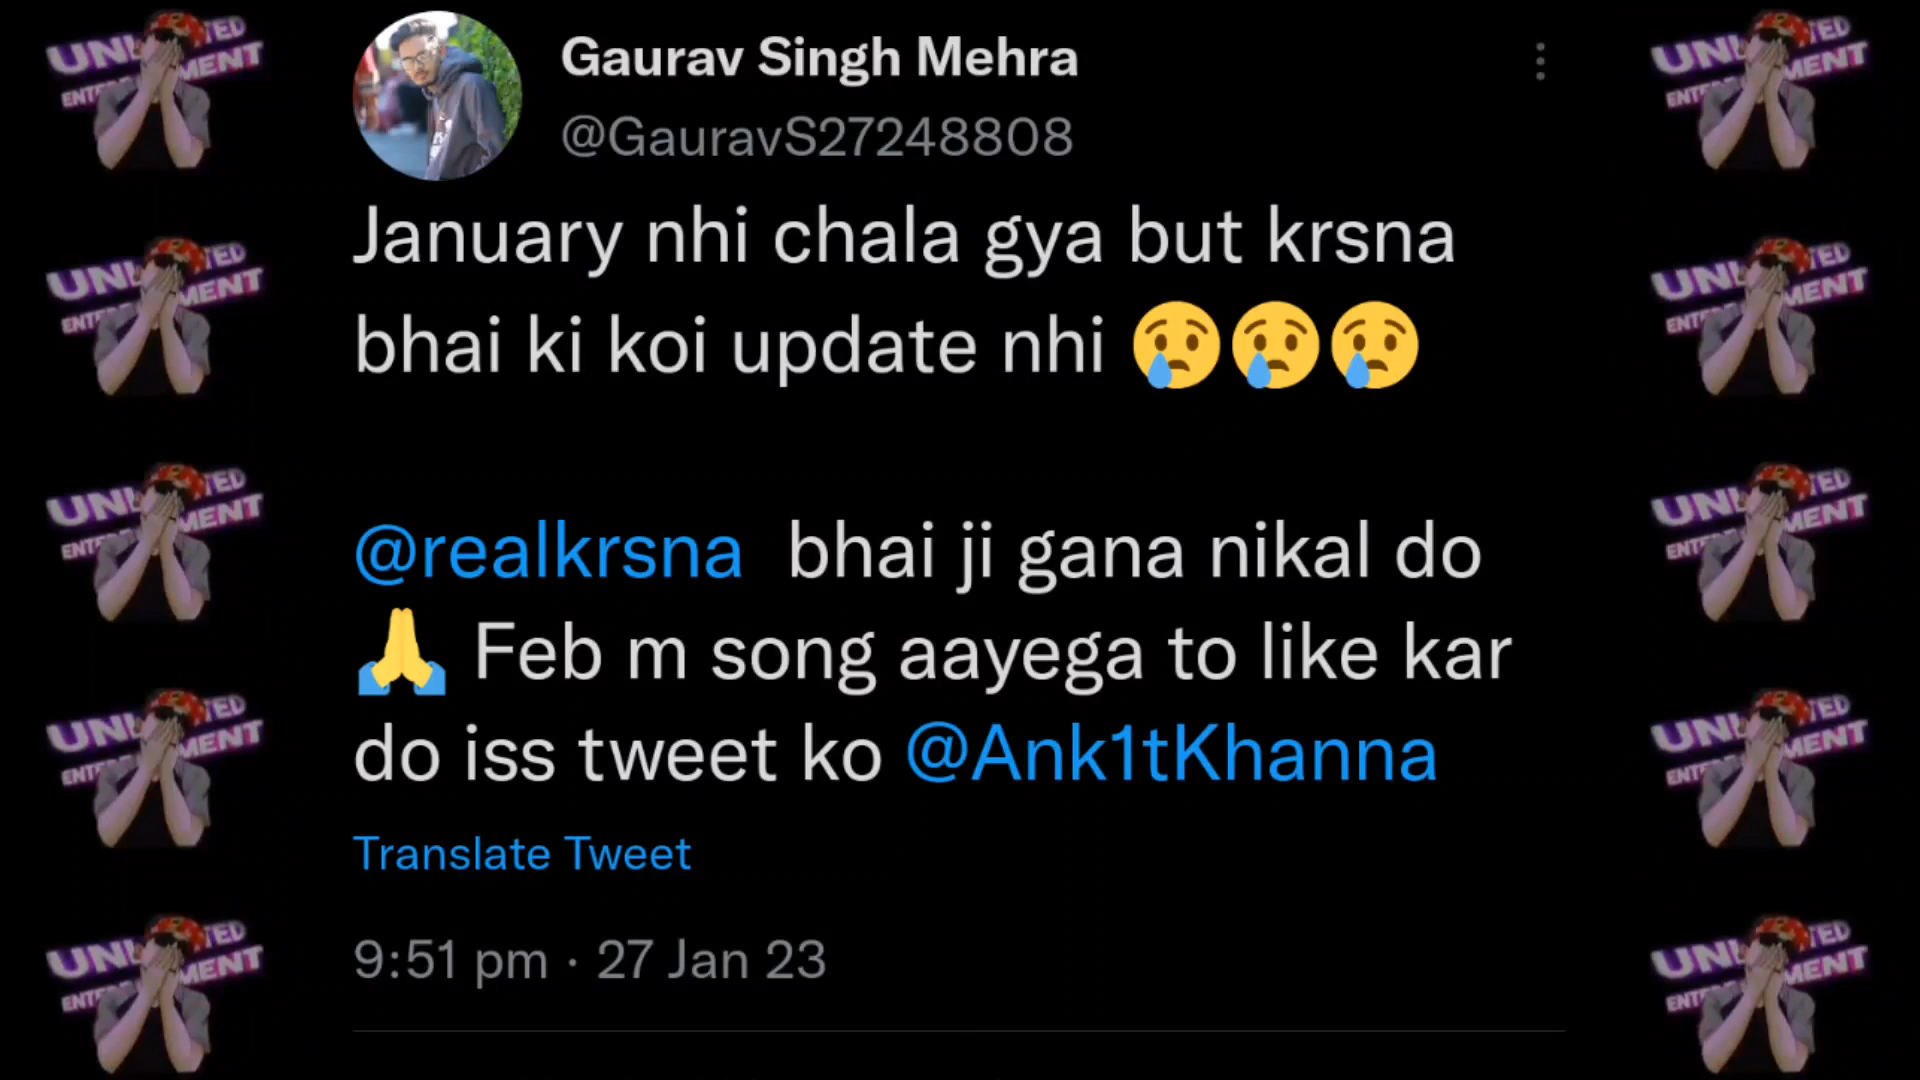 Gaurav Singh Mehra
@GauravS27248808
January nhi chala gya but krsna
bhai ki koi update nhi 😢😢😢
@realkrsna bhai ji gana nikal do
🙏 Feb m song aayega to like kar
do iss tweet ko @Ank1tKhanna
Translate Tweet
9:51 pm · 27 Jan 23